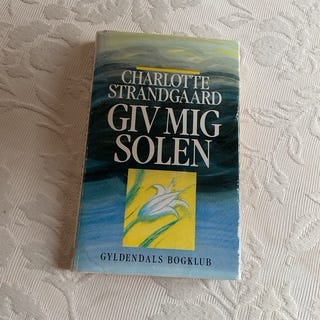 CHARLOTTE
STRANDGAARD
GIV MIG
SOLEN
GYLDENDALS BOGKLUB